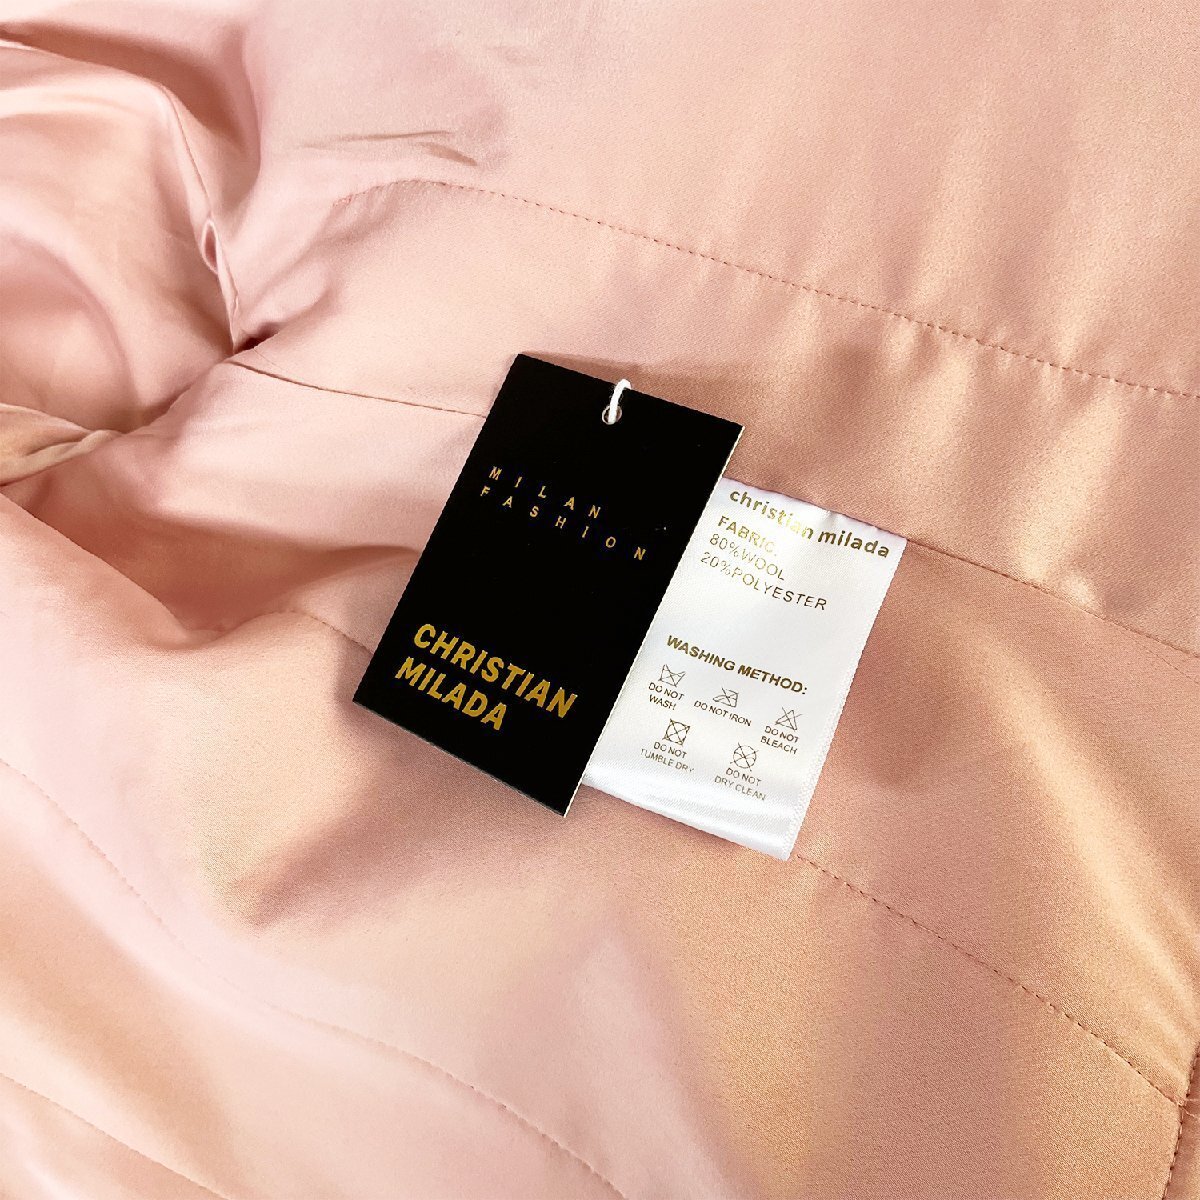 MILAN
FASHION
CHRISTIAN
MILADA
christian milada
FABRIC:
80%WOOL
20%POLYESTER
WASHING METHOD:
DO NOT
WASH
DO NOT IRON
DO NOT
BLEACH
DO NOT
TUMBLE DRY
DO NOT
DRY CLEAN